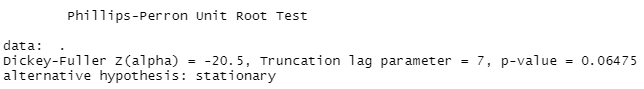 Phillips-Perron Unit Root Test
data:  .
Dickey-Fuller Z(alpha) = -20.5, Truncation lag parameter = 7, p-value = 0.06475
alternative hypothesis: stationary